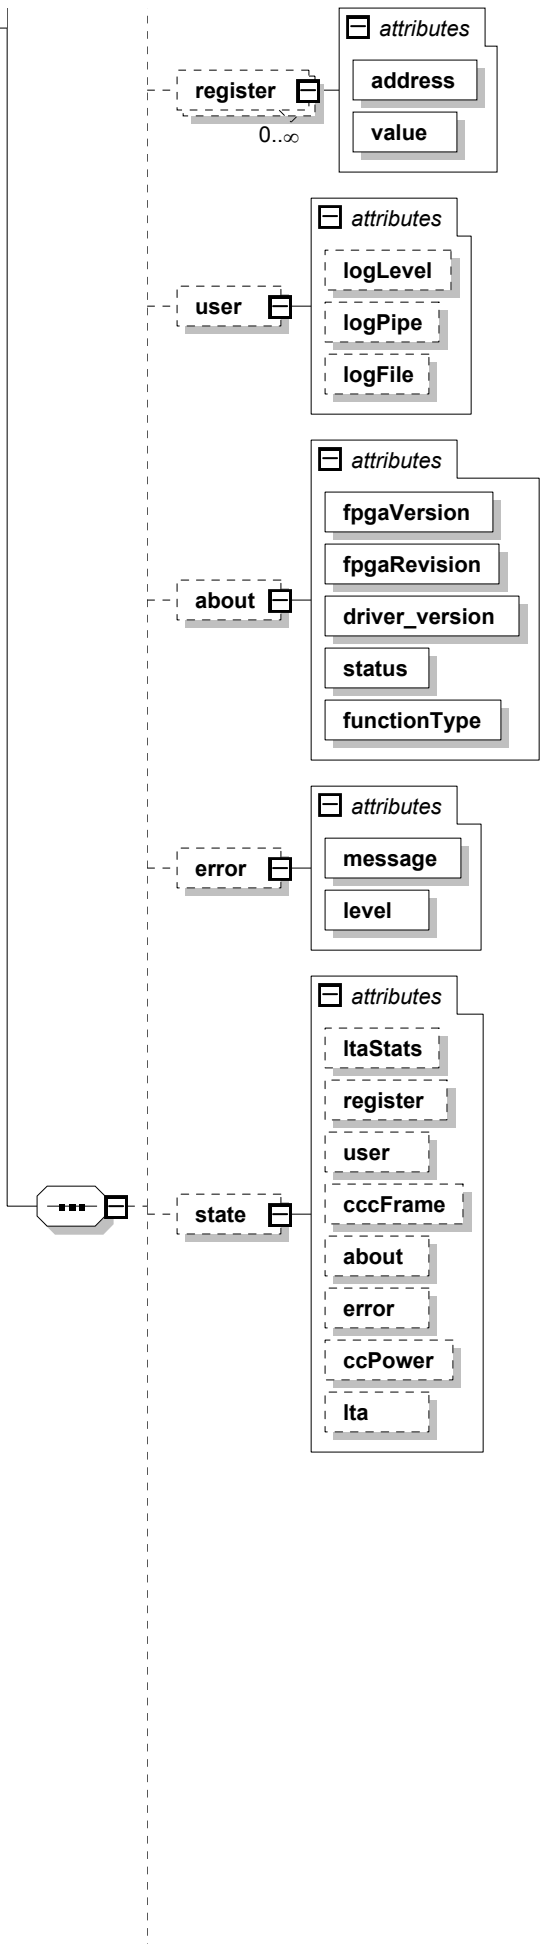 attributes
register
address
value
0..∞
attributes
user
logLevel
logPipe
logFile
attributes
about
fpgaVersion
fpgaRevision
driver_version
status
functionType
attributes
error
message
level
attributes
state
ltaStats
register
user
cccFrame
about
error
ccPower
lta